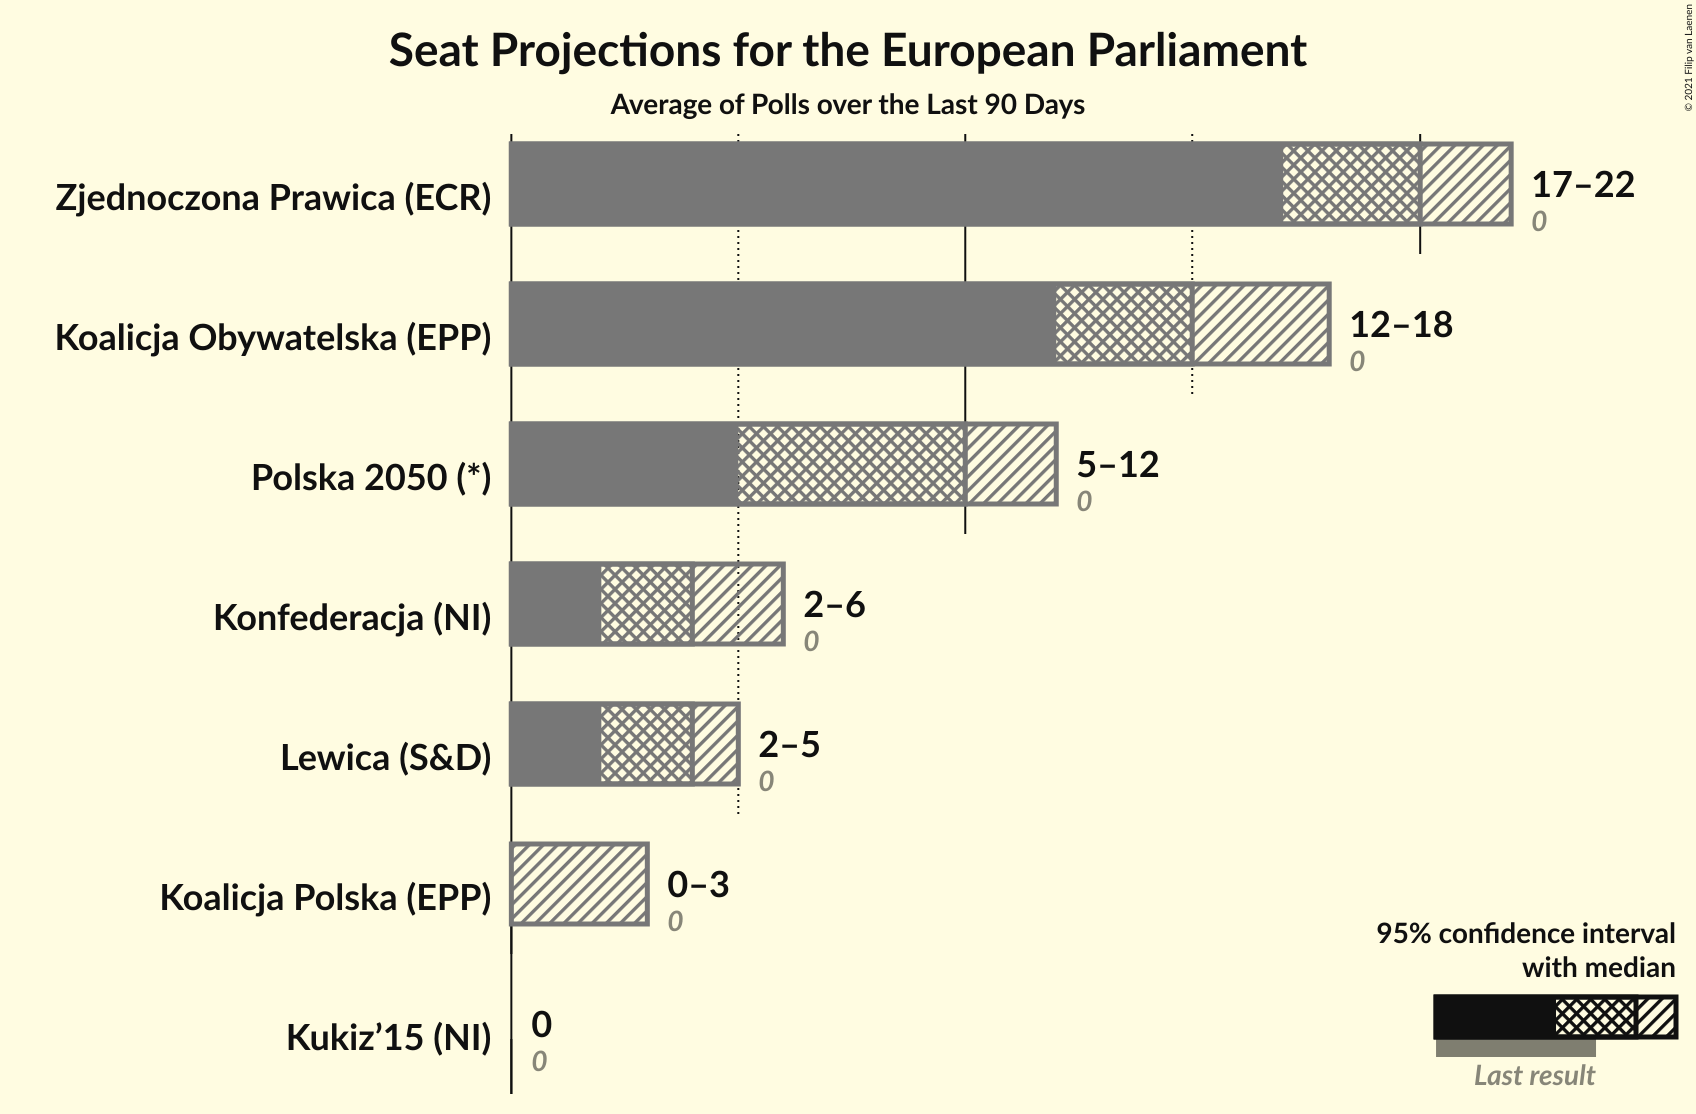 Seat Projections for the European Parliament
Average of Polls over the Last 90 Days
© 2021 Filip van Laenen
Zjednoczona Prawica (ECR)
17–22
0
Koalicja Obywatelska (EPP)
12–18
0
Polska 2050 (*)
5–12
0
Konfederacja (NI)
2–6
0
Lewica (S&D)
2–5
0
Koalicja Polska (EPP)
0–3
0
Kukiz’15 (NI)
0
0
95% confidence interval
with median
Last result